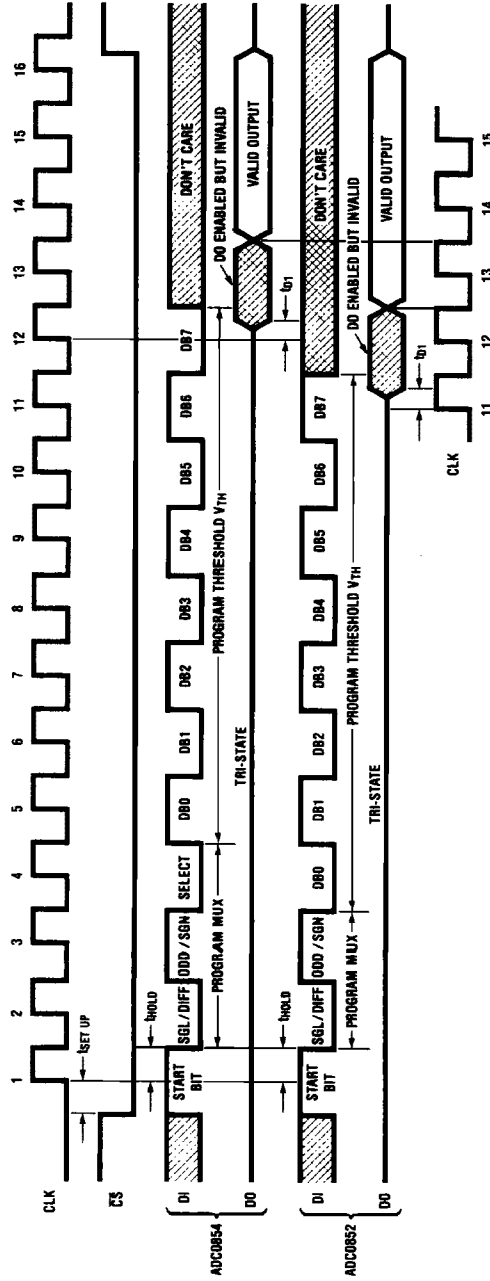 1 2 3 4 5 6 7 8 9 10 11 12 13 14 15 16
CLK
tSET UP
CS
tHOLD
ADC0854
DI
START BIT
SGL/DIFF
ODD/SGN
SELECT
DB0
DB1
DB2
DB3
DB4
DB5
DB6
DB7
DON'T CARE
PROGRAM MUX
PROGRAM THRESHOLD VTH
DO ENABLED BUT INVALID
DO
TRI-STATE
tD1
VALID OUTPUT
tHOLD
ADC0852
DI
START BIT
SGL/DIFF
ODD/SGN
DB0
DB1
DB2
DB3
DB4
DB5
DB6
DB7
DON'T CARE
PROGRAM MUX
PROGRAM THRESHOLD VTH
DO ENABLED BUT INVALID
DO
TRI-STATE
tD1
VALID OUTPUT
CLK
11 12 13 14 15